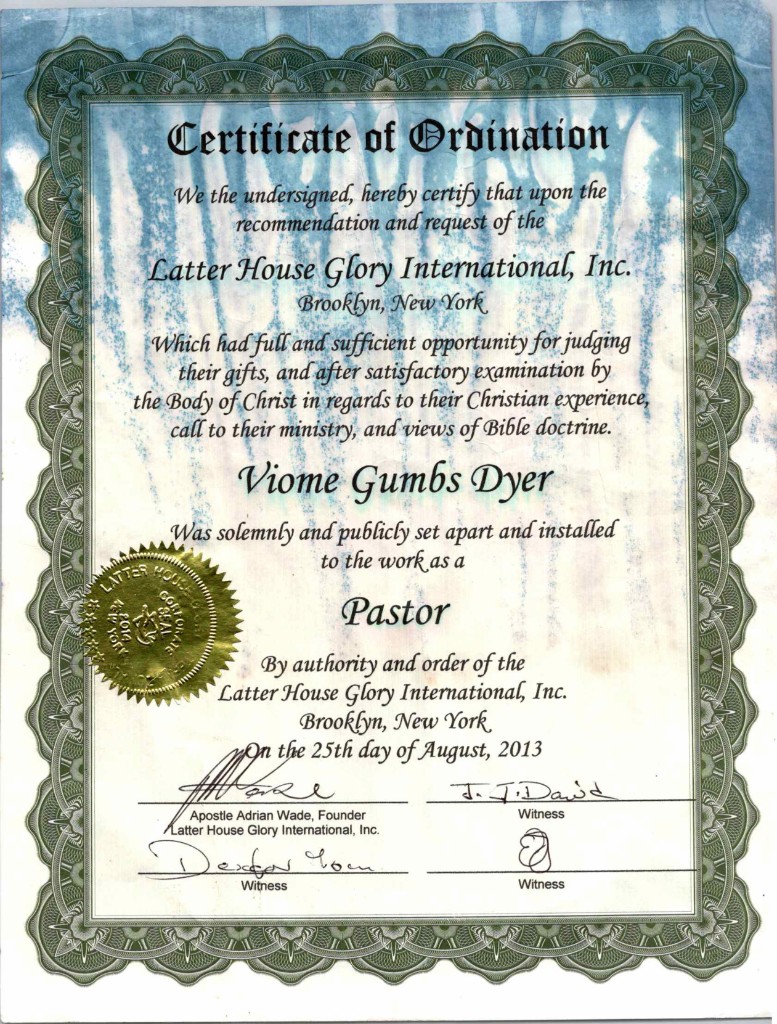 Certificate of Ordination
We the undersigned, hereby certify that upon the
recommendation and request of the
Latter House Glory International, Inc.
Brooklyn, New York
Which had full and sufficient opportunity for judging
their gifts, and after satisfactory examination by
the Body of Christ in regards to their Christian experience,
call to their ministry, and views of Bible doctrine.
Viome Gumbs Dyer
Was solemnly and publicly set apart and installed
to the work as a
Pastor
LATTER HOUSE
By authority and order of the
Latter House Glory International, Inc.
Brooklyn, New York
On the 25th day of August, 2013
J. J. David
Apostle Adrian Wade, Founder
Latter House Glory International, Inc.
Witness
Witness
Witness